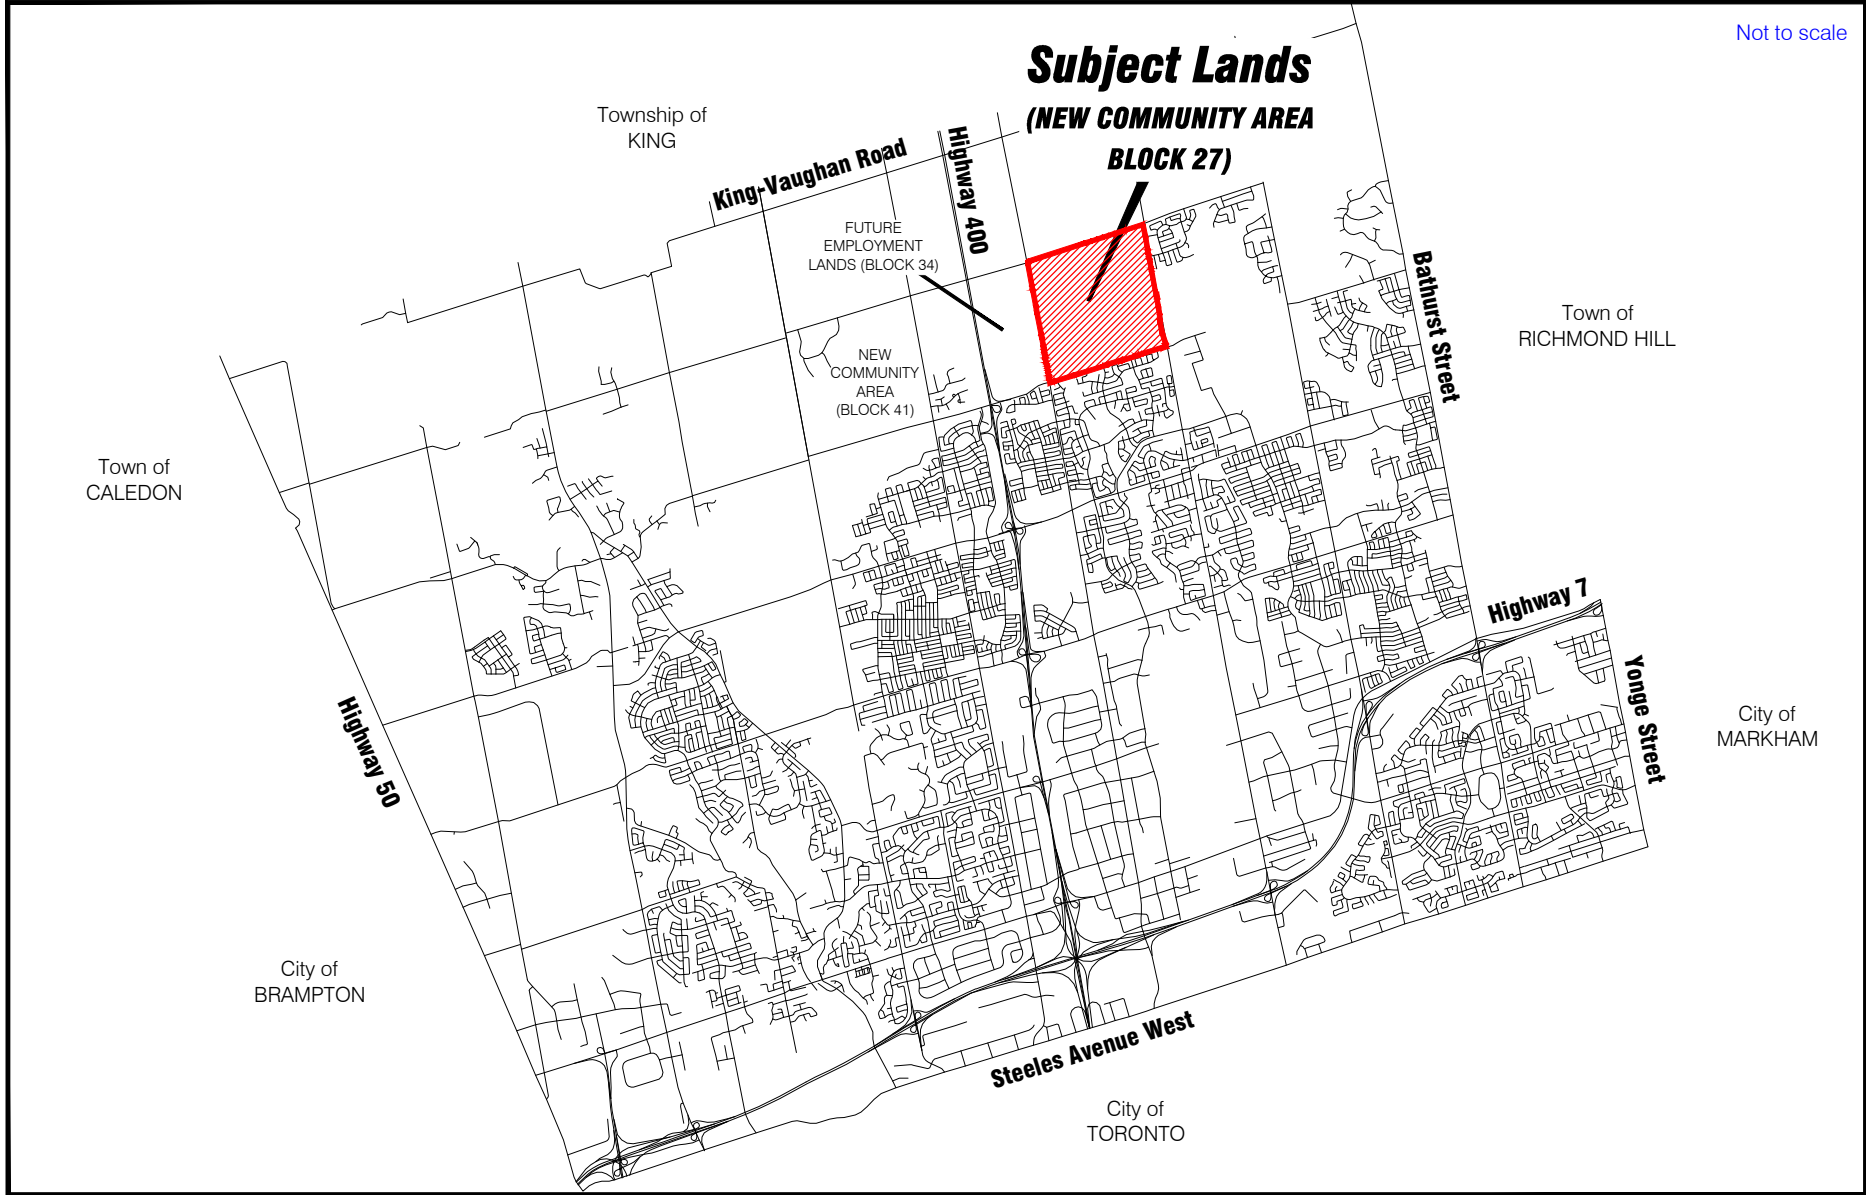 Not to scale
Subject Lands
(NEW COMMUNITY AREA
BLOCK 27)
Township of
KING
King-Vaughan Road
Highway 400
FUTURE
EMPLOYMENT
LANDS (BLOCK 34)
Bathurst Street
Town of
RICHMOND HILL
NEW
COMMUNITY
AREA
(BLOCK 41)
Town of
CALEDON
Highway 7
Yonge Street
City of
MARKHAM
Highway 50
City of
BRAMPTON
Steeles Avenue West
City of
TORONTO